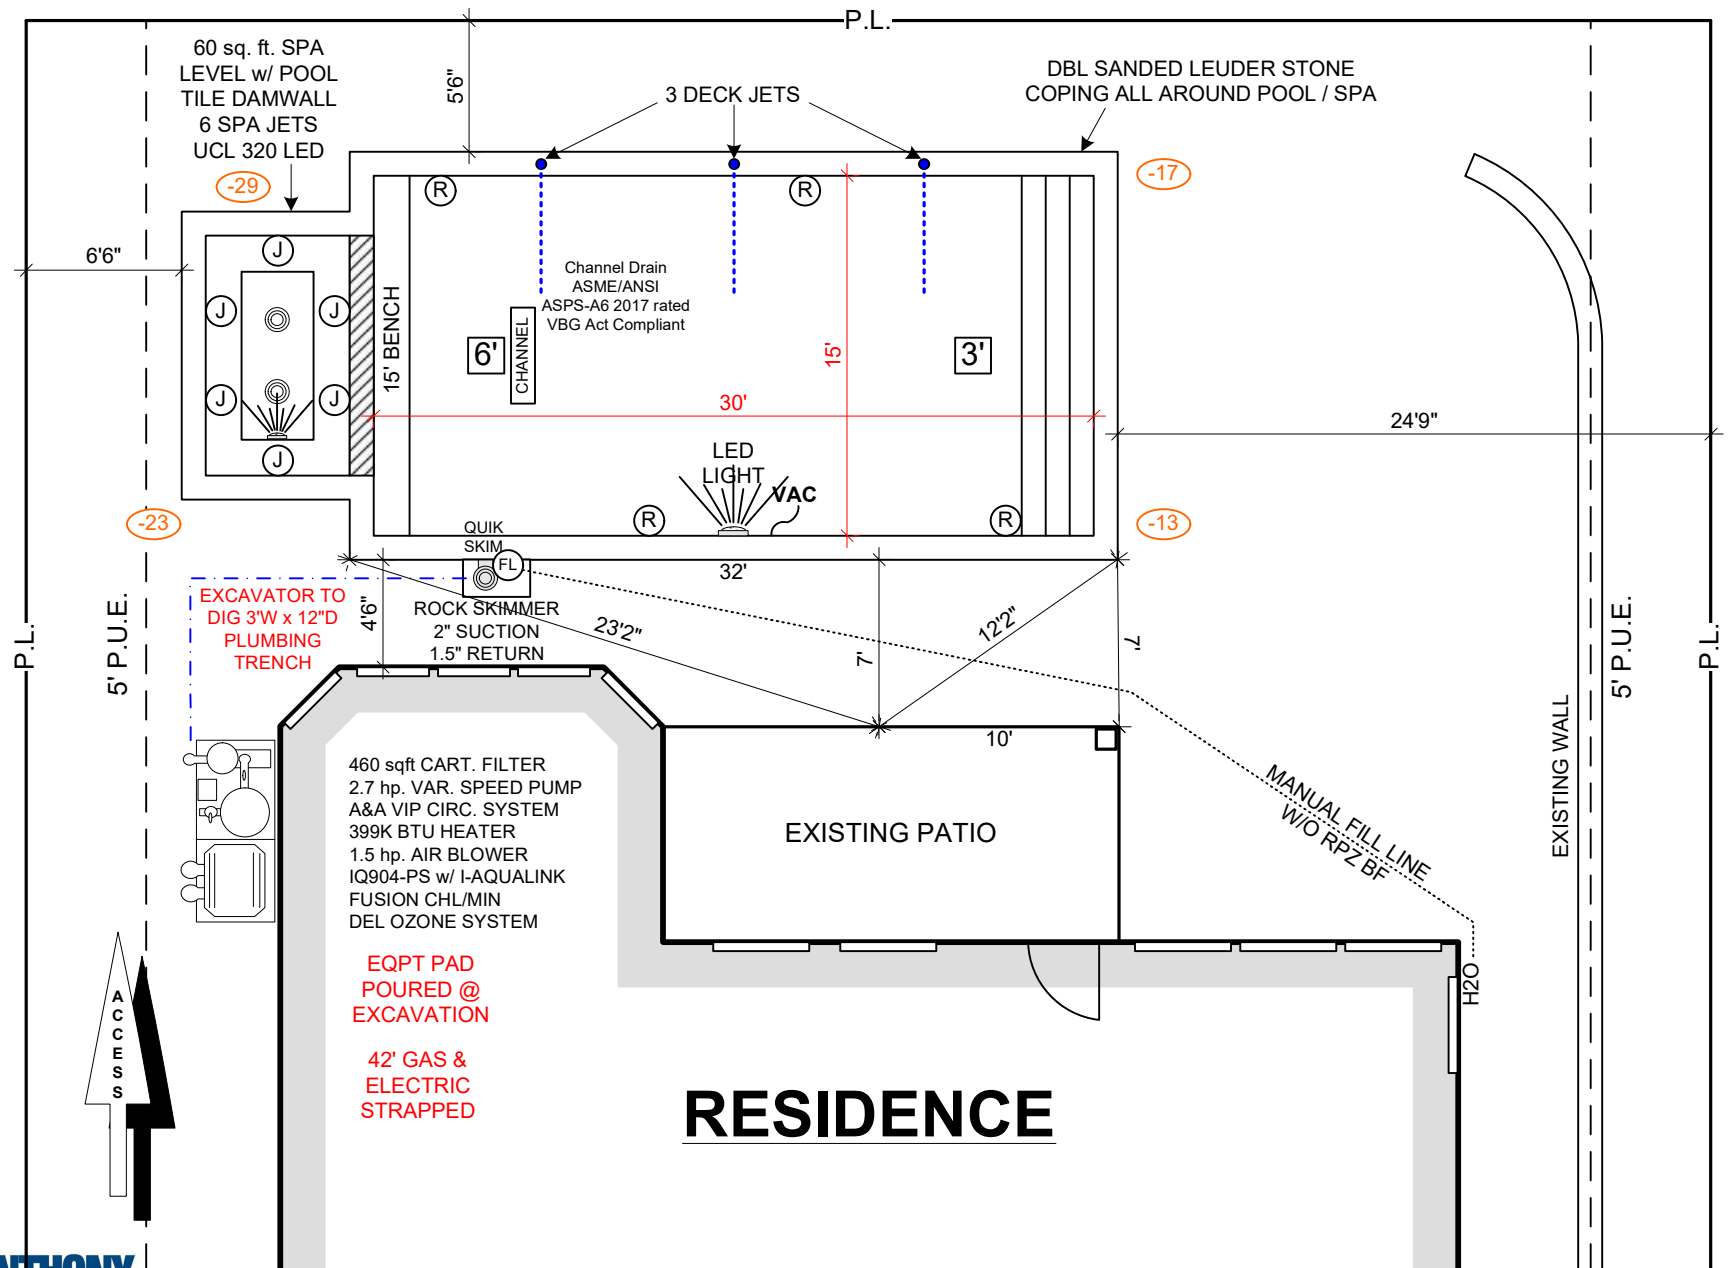 P.L.
60 sq. ft. SPA
LEVEL w/ POOL
TILE DAMWALL
6 SPA JETS
UCL 320 LED
5'6"
3 DECK JETS
DBL SANDED LEUDER STONE
COPING ALL AROUND POOL / SPA
-29
-17
R
R
6'6"
J
J
J
J
J
J
15' BENCH
Channel Drain
ASME/ANSI
ASPS-A6 2017 rated
VBG Act Compliant
6'
CHANNEL
15'
3'
30'
24'9"
LED
LIGHT
VAC
R
R
-23
-13
QUIK
SKIM
FL
32'
EXCAVATOR TO
DIG 3'W x 12"D
PLUMBING
TRENCH
4'6"
ROCK SKIMMER
2" SUCTION
1.5" RETURN
23'2"
7'
12'2"
7'
P.L.
5' P.U.E.
5' P.U.E.
P.L.
10'
EXISTING WALL
460 sqft CART. FILTER
2.7 hp. VAR. SPEED PUMP
A&A VIP CIRC. SYSTEM
399K BTU HEATER
1.5 hp. AIR BLOWER
IQ904-PS w/ I-AQUALINK
FUSION CHL/MIN
DEL OZONE SYSTEM
EXISTING PATIO
MANUAL FILL LINE
W/O RPZ BF
EQPT PAD
POURED @
EXCAVATION
H2O
ACCESS
42' GAS &
ELECTRIC
STRAPPED
RESIDENCE